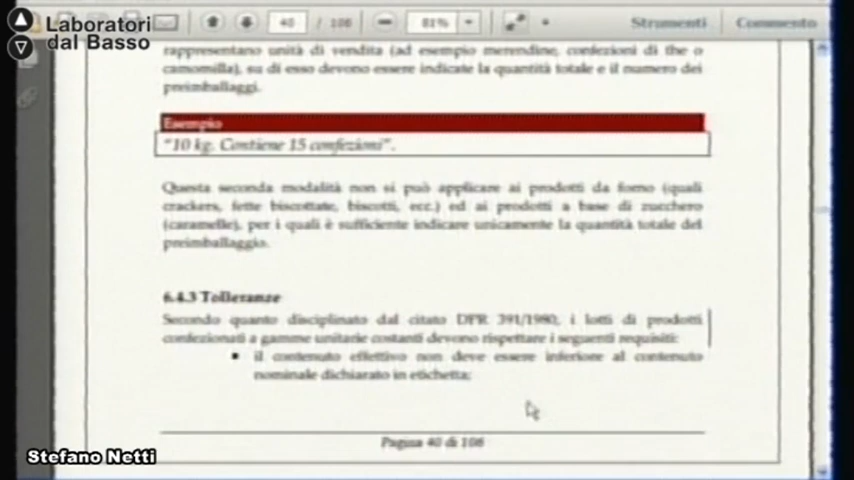 Laboratori
dal Basso
40 / 106
81%
Strumenti
Commento
rappresentano unità di vendita (ad esempio merendine, confezioni di the o
camomilla), su di esso devono essere indicate la quantità totale e il numero dei
preimballaggi.
Esempio
"10 kg. Contiene 15 confezioni".
Questa seconda modalità non si può applicare ai prodotti da forno (quali
crackers, fette biscottate, biscotti, ecc.) ed ai prodotti a base di zucchero
(caramelle), per i quali è sufficiente indicare unicamente la quantità totale del
preimballaggio.
6.4.3 Tolleranze
Secondo quanto disciplinato dal citato DPR 391/1980, i lotti di prodotti
confezionati a gamme unitarie costanti devono rispettare i seguenti requisiti:
▪ il contenuto effettivo non deve essere inferiore al contenuto
nominale dichiarato in etichetta;
Pagina 40 di 106
Stefano Netti